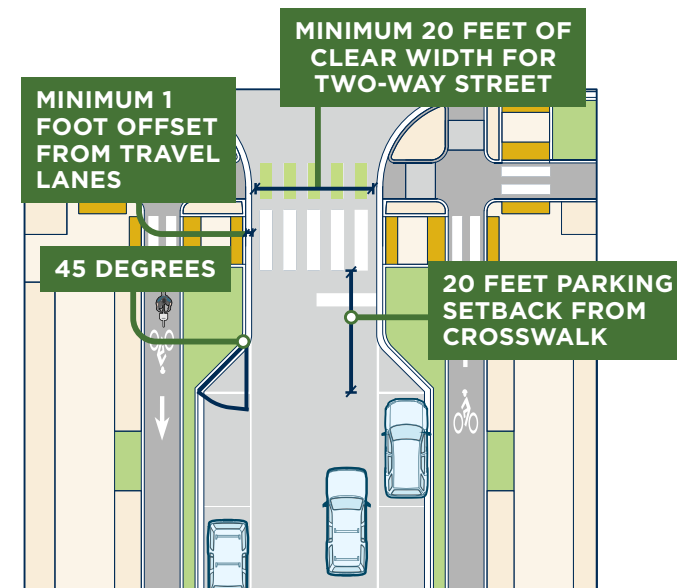 MINIMUM 20 FEET OF
CLEAR WIDTH FOR
TWO-WAY STREET
MINIMUM 1
FOOT OFFSET
FROM TRAVEL
LANES
45 DEGREES
20 FEET PARKING
SETBACK FROM
CROSSWALK